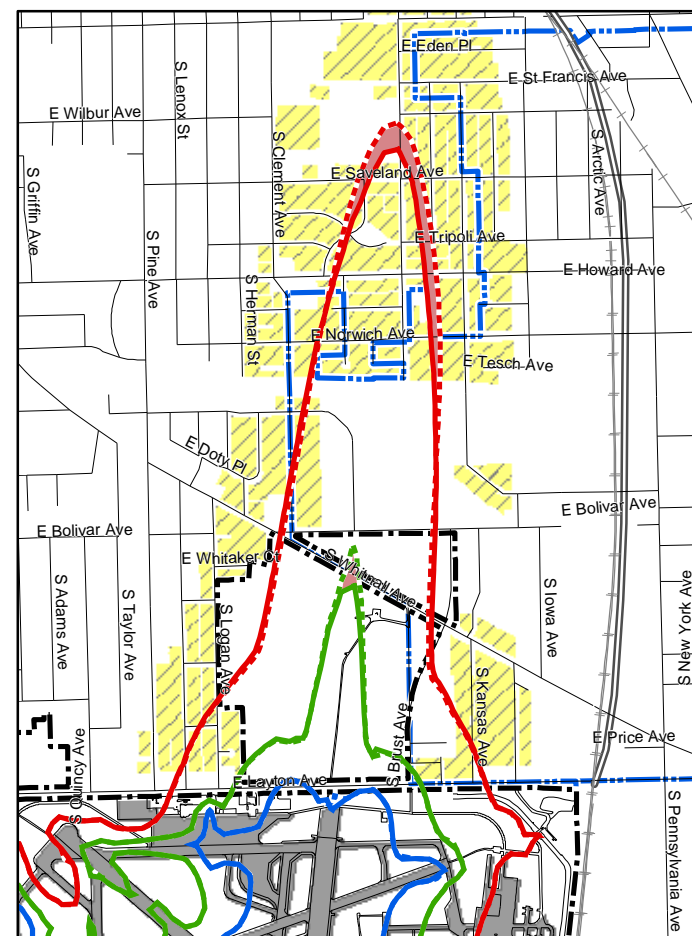 E Eden Pl
E St Francis Ave
S Lenox St
E Wilbur Ave
S Clement Ave
S Arctic Ave
S Griffin Ave
E Saveland Ave
S Pine Ave
E Tripoli Ave
E Howard Ave
S Herman St
E Norwich Ave
E Tesch Ave
E Doty Pl
E Bolivar Ave
E Bolivar Ave
E Whitaker Ct
S Whitnall Ave
S Adams Ave
S Taylor Ave
S Logan Ave
S Iowa Ave
S New York Ave
S Kansas Ave
S Brust Ave
E Price Ave
S Quincy Ave
E Layton Ave
S Pennsylvania Ave